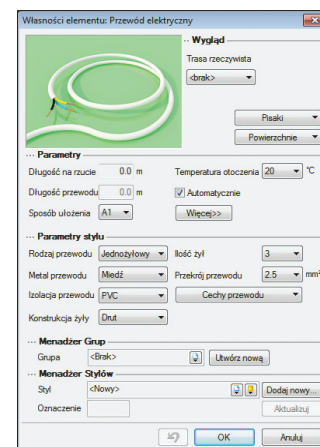 Własności elementu: Przewód elektryczny
Wygląd
Trasa rzeczywista
<brak>
Pisaki
Powierzchnie
Parametry
Długość na rzucie 0.0 m Temperatura otoczenia 20 °C
Długość przewodu 0.0 m Automatycznie
Sposób ułożenia A1 Więcej>>
Parametry stylu
Rodzaj przewodu Jednożyłowy Ilość żył 3
Metal przewodu Miedź Przekrój przewodu 2.5 mm²
Izolacja przewodu PVC Cechy przewodu
Konstrukcja żyły Drut
Menadżer Grup
Grupa <Brak> Utwórz nową
Menadżer Stylów
Styl <Nowy> Dodaj nowy...
Oznaczenie Aktualizuj
OK Anuluj